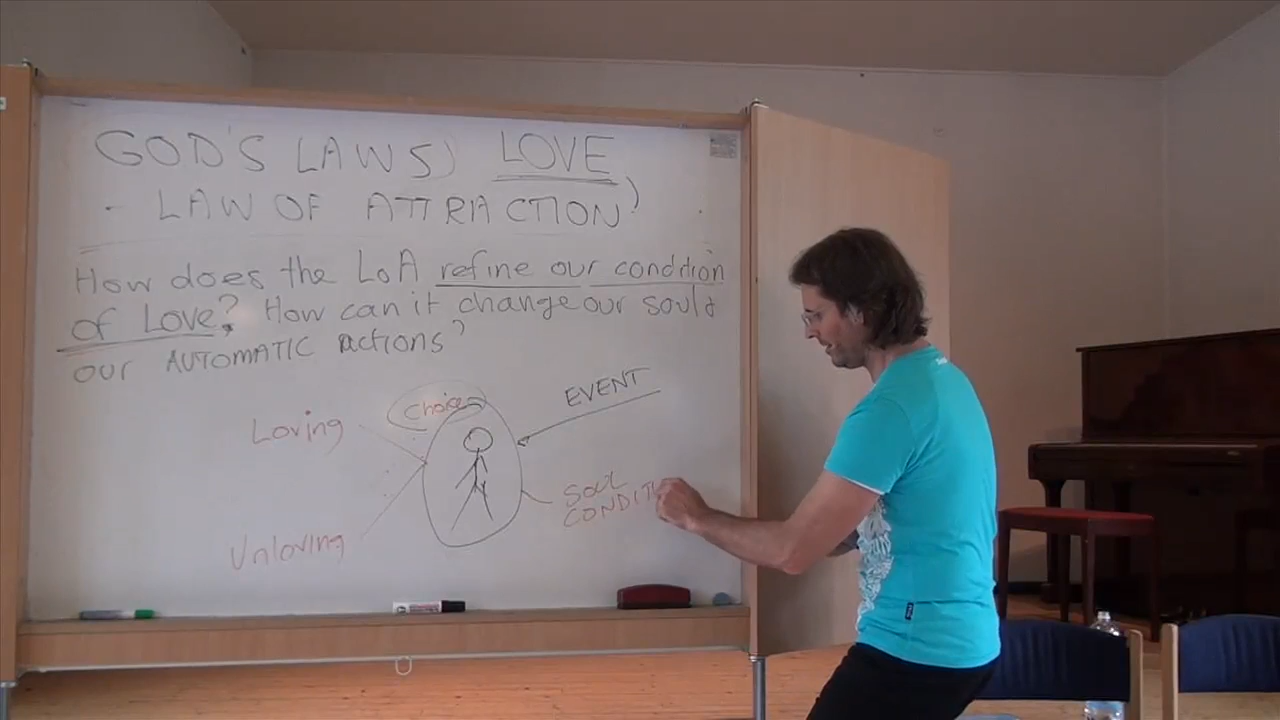 GOD'S LAWS) LOVE
- LAW OF ATTRACTION)
How does the LoA refine our condition
of Love? How can it change our soul &
our AUTOMATIC actions?
Choice
EVENT
Loving
SOUL
Unloving